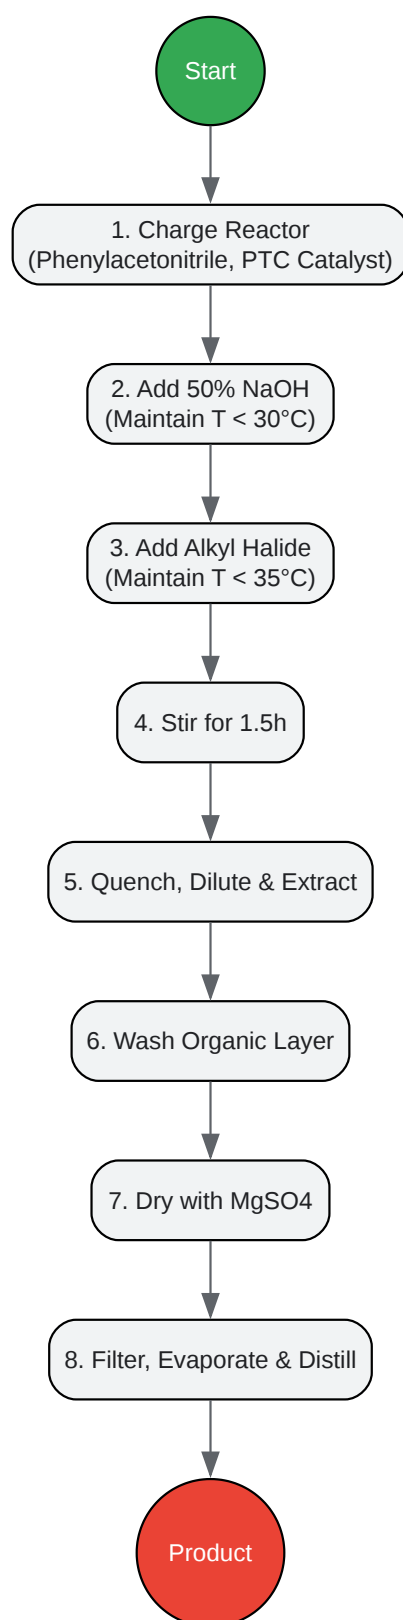 Start
1. Charge Reactor
(Phenylacetonitrile, PTC Catalyst)
2. Add 50% NaOH
(Maintain T < 30°C)
3. Add Alkyl Halide
(Maintain T < 35°C)
4. Stir for 1.5h
5. Quench, Dilute & Extract
6. Wash Organic Layer
7. Dry with MgSO4
8. Filter, Evaporate & Distill
Product